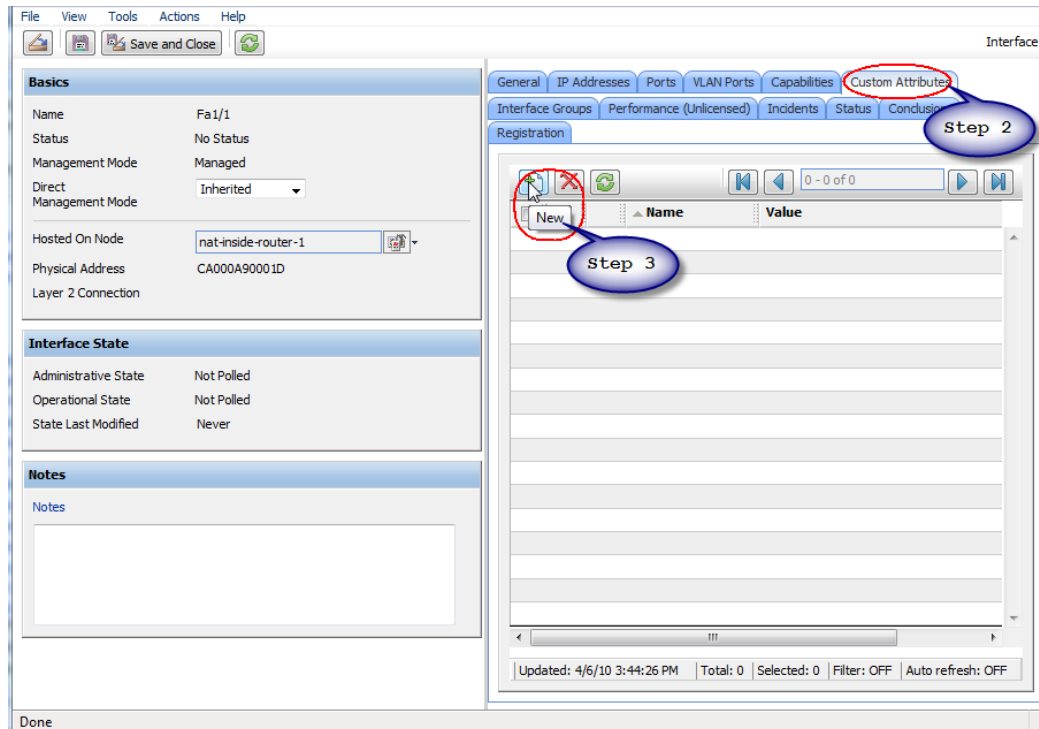 File View Tools Actions Help
Save and Close
Interface
Basics
Name Fa1/1
Status No Status
Management Mode Managed
Direct Management Mode Inherited
Hosted On Node nat-inside-router-1
Physical Address CA000A90001D
Layer 2 Connection
Interface State
Administrative State Not Polled
Operational State Not Polled
State Last Modified Never
Notes
Notes
General IP Addresses Ports VLAN Ports Capabilities Custom Attributes
Interface Groups Performance (Unlicensed) Incidents Status
Registration
Step 2
0 - 0 of 0
New
Name Value
Step 3
Updated: 4/6/10 3:44:26 PM Total: 0 Selected: 0 Filter: OFF Auto refresh: OFF
Done